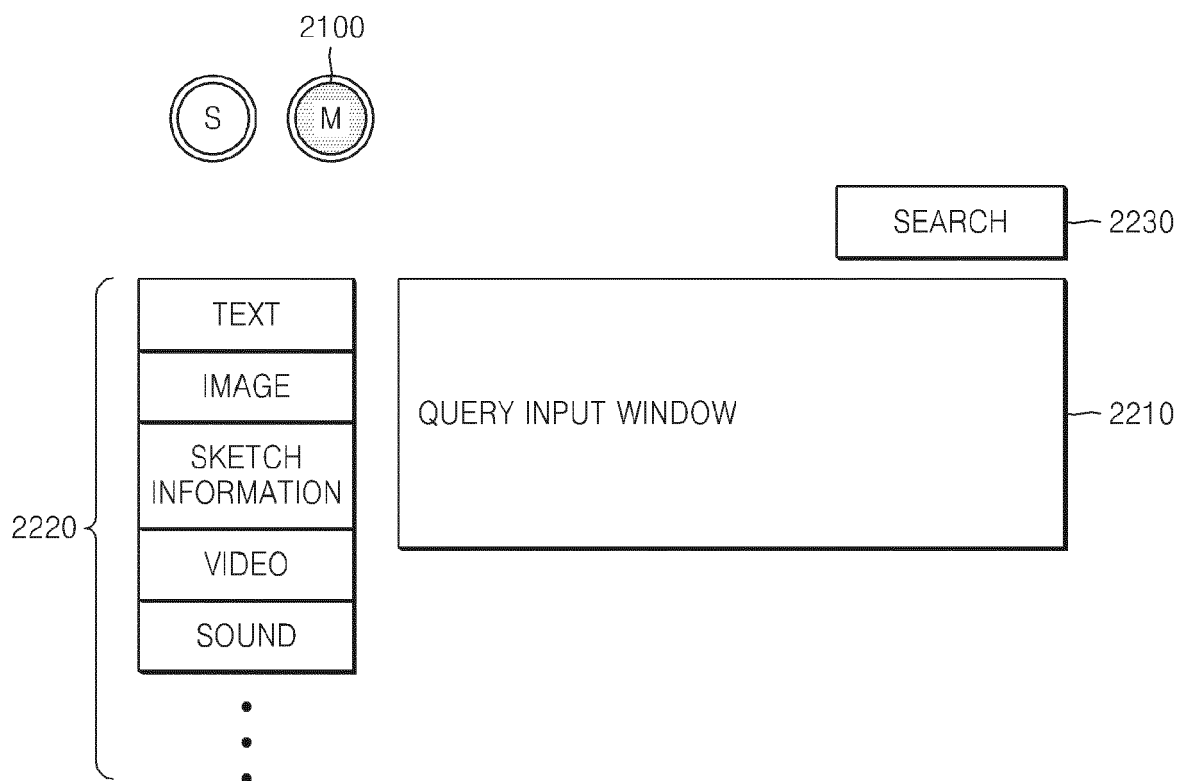 2100
S
M
SEARCH
2230
TEXT
IMAGE
SKETCH
INFORMATION
VIDEO
SOUND
2220
QUERY INPUT WINDOW
2210